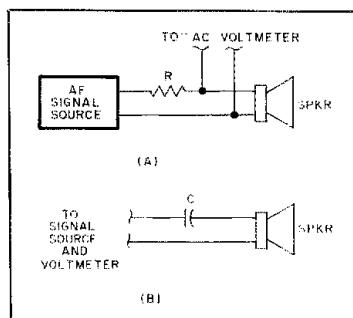 TO AC VOLTMETER
R
AF
SIGNAL
SOURCE
SPKR
(A)
C
TO
SIGNAL
SOURCE
AND
VOLTMETER
SPKR
(B)